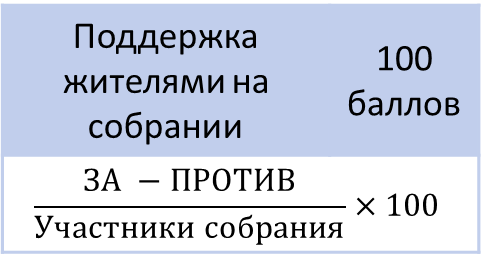 Поддержка
жителями на
собрании
100
баллов
ЗА − ПРОТИВ
Участники собрания
× 100